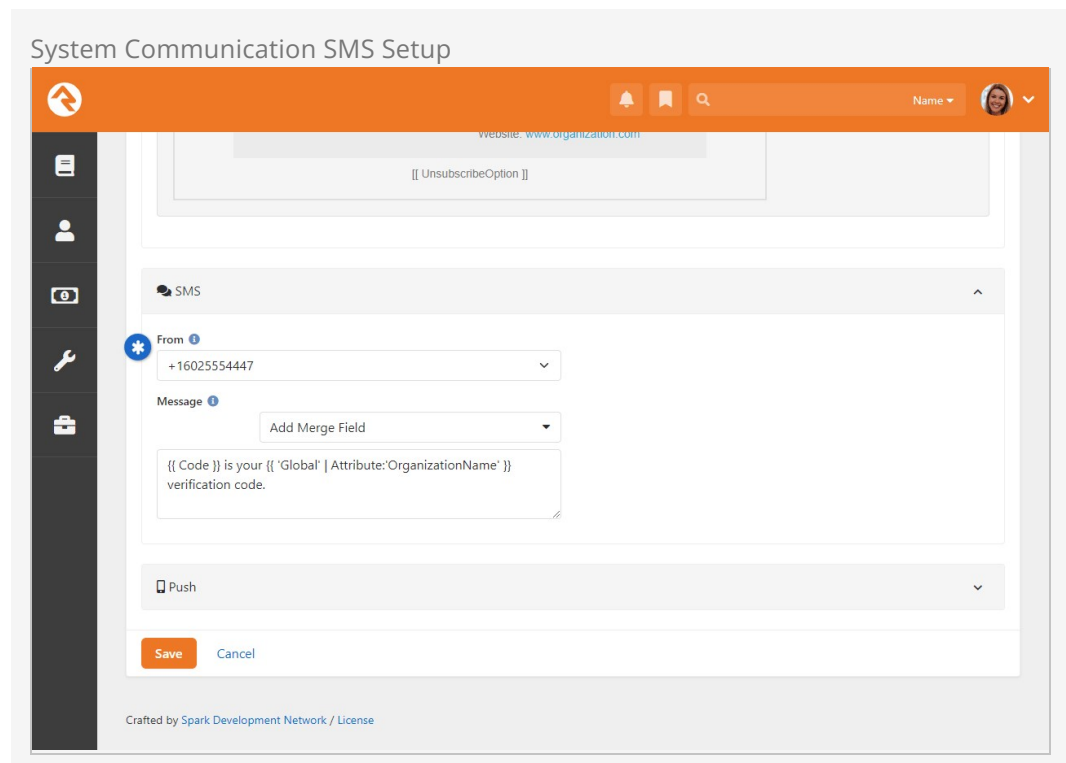 System Communication SMS Setup
Name
Website: www.organization.com
[[ UnsubscribeOption ]]
SMS
From
+16025554447
Message
Add Merge Field
{{ Code }} is your {{ 'Global' | Attribute:'OrganizationName' }}
verification code.
Push
Save Cancel
Crafted by Spark Development Network / License